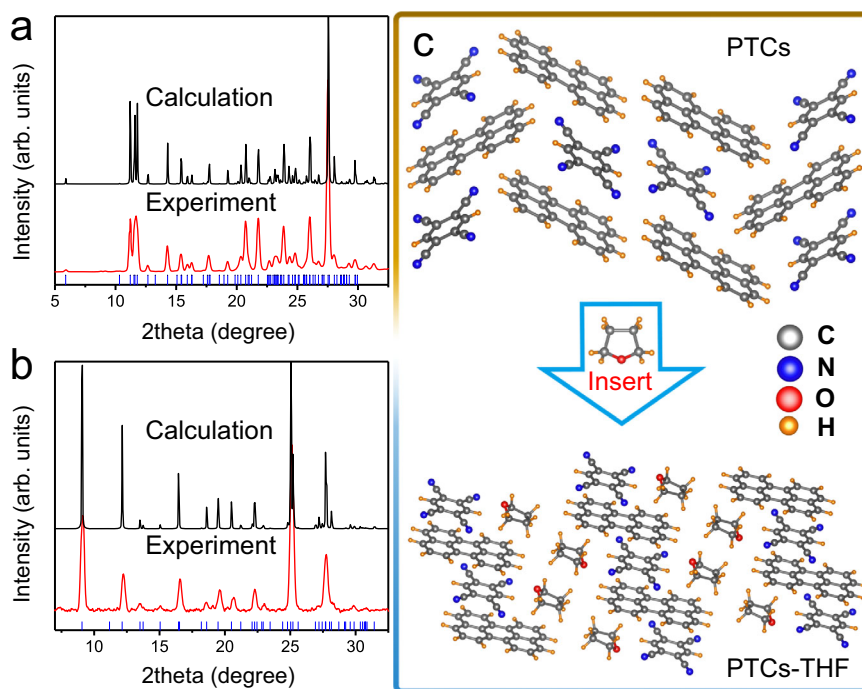 a
Intensity (arb. units)
Calculation
Experiment
5 10 15 20 25 30
2theta (degree)
b
Intensity (arb. units)
Calculation
Experiment
10 15 20 25 30
2theta (degree)
c
PTCs
Insert
C
N
O
H
PTCs-THF